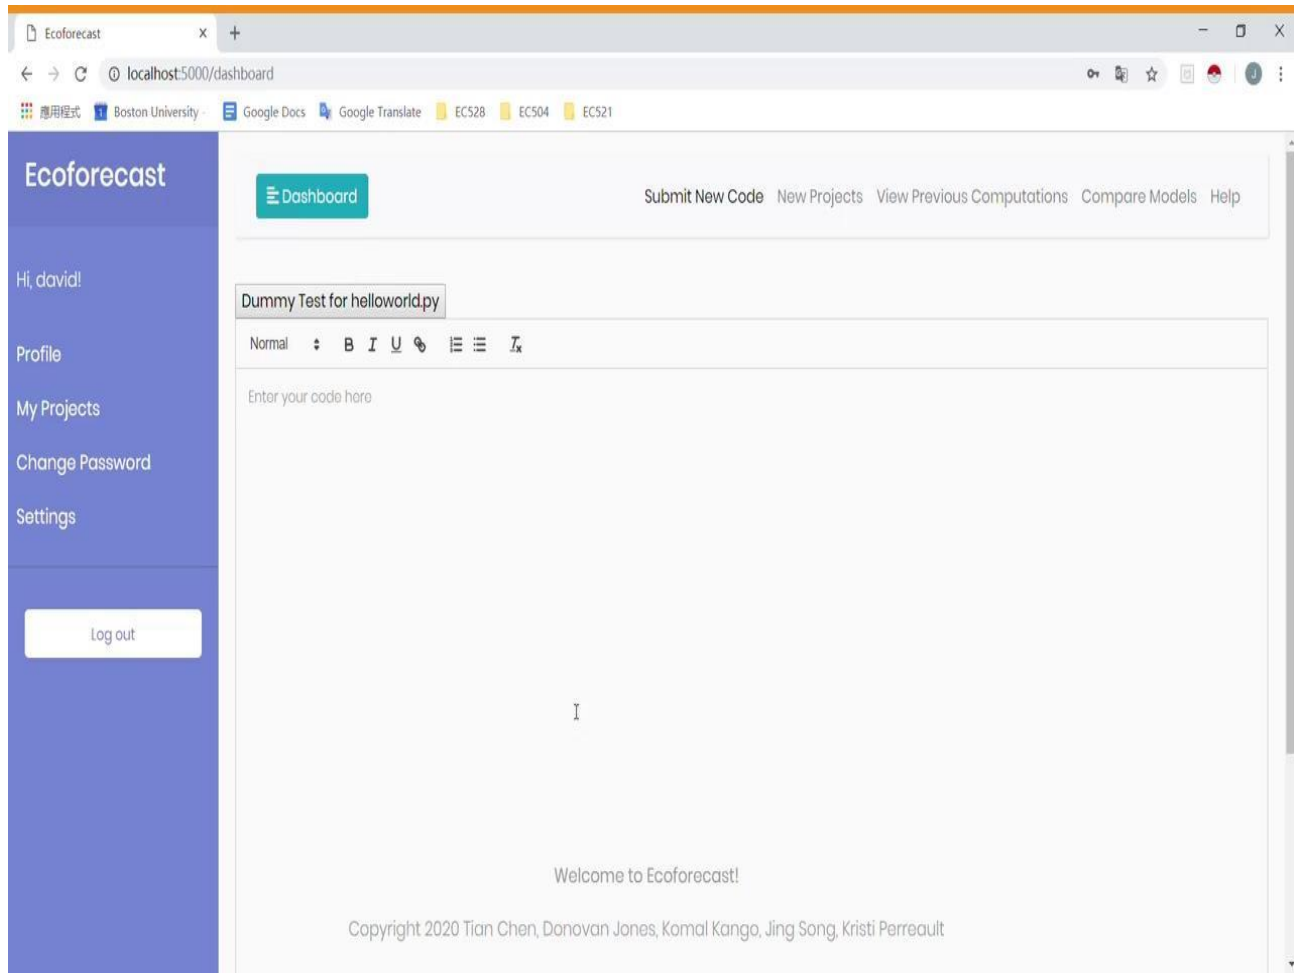 Ecoforecast
localhost:5000/dashboard
應用程式 Boston University - Google Docs Google Translate EC528 EC504 EC521
Ecoforecast
Dashboard Submit New Code New Projects View Previous Computations Compare Models Help
Hi, david!
Profile
My Projects
Change Password
Settings
Log out
Dummy Test for helloworld.py
Normal B I U
Enter your code here
Welcome to Ecoforecast!
Copyright 2020 Tian Chen, Donovan Jones, Komal Kango, Jing Song, Kristi Perreault